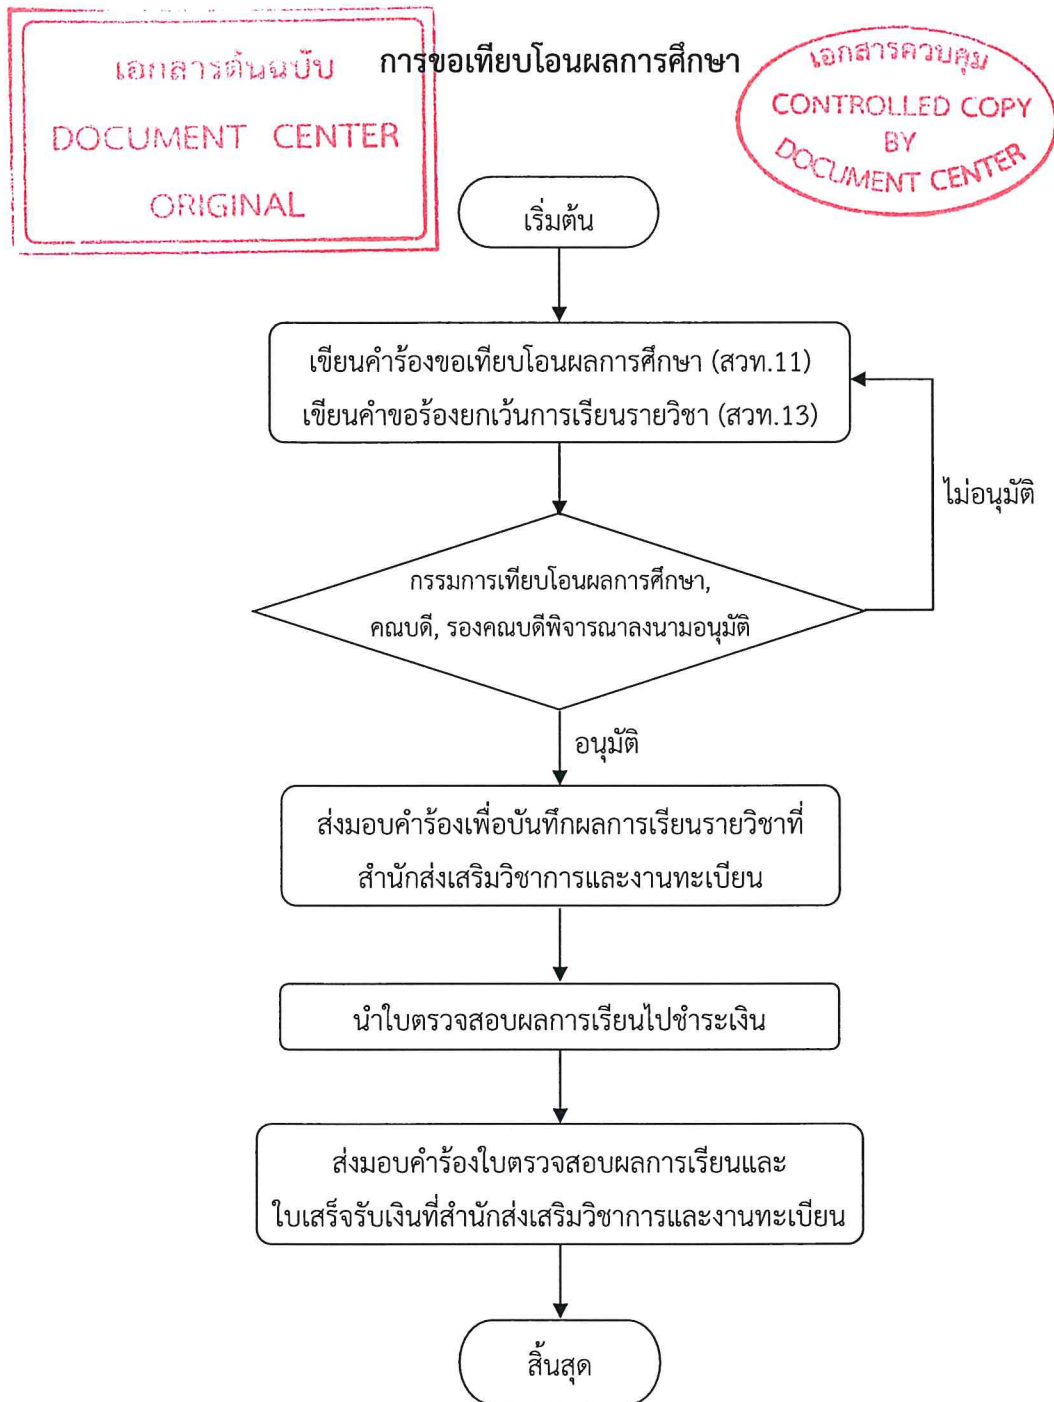 เอกสารต้นฉบับ
DOCUMENT CENTER
ORIGINAL
การขอเทียบโอนผลการศึกษา
เอกสารควบคุม
CONTROLLED COPY
BY
DOCUMENT CENTER
เริ่มต้น
เขียนคำร้องขอเทียบโอนผลการศึกษา (สวท.11)
เขียนคำขอร้องยกเว้นการเรียนรายวิชา (สวท.13)
ไม่อนุมัติ
กรรมการเทียบโอนผลการศึกษา,
คณบดี, รองคณบดีพิจารณาลงนามอนุมัติ
อนุมัติ
ส่งมอบคำร้องเพื่อบันทึกผลการเรียนรายวิชาที่
สำนักส่งเสริมวิชาการและงานทะเบียน
นำใบตรวจสอบผลการเรียนไปชำระเงิน
ส่งมอบคำร้องใบตรวจสอบผลการเรียนและ
ใบเสร็จรับเงินที่สำนักส่งเสริมวิชาการและงานทะเบียน
สิ้นสุด